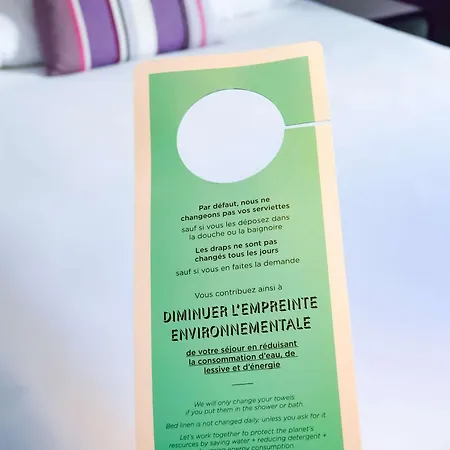 Par défaut, nous ne
changeons pas vos serviettes
sauf si vous les déposez dans
la douche ou la baignoire
Les draps ne sont pas
changés tous les jours
sauf si vous en faites la demande
Vous contribuez ainsi à
DIMINUER L'EMPREINTE
ENVIRONNEMENTALE
de votre séjour en réduisant
la consommation d'eau, de
lessive et d'énergie
We will only change your towels
if you put them in the shower or bath.
Bed linen is not changed daily, unless you ask for it.
Let's work together to protect the planet's
resources by saving water + reducing detergent +
energy consumption